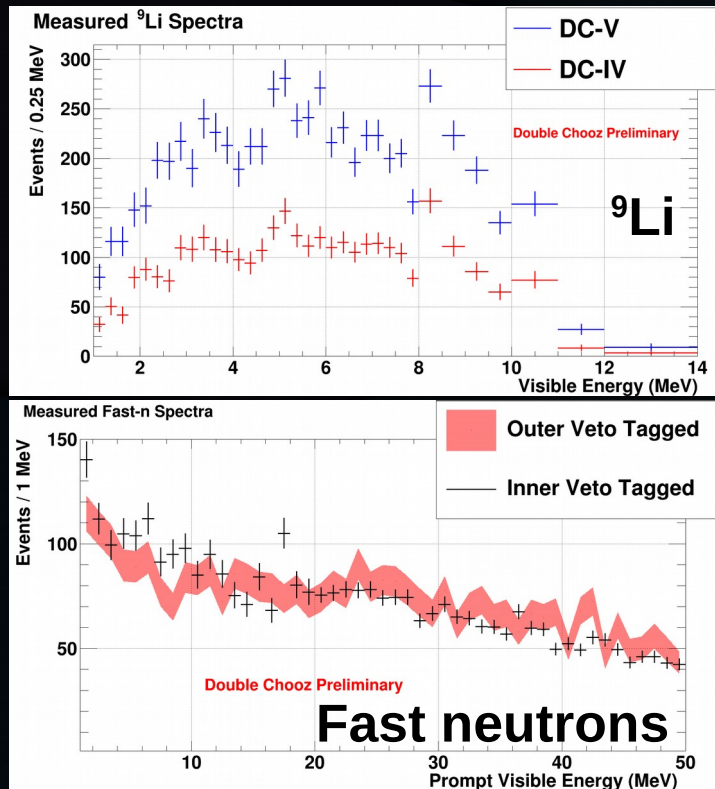 Measured ⁹Li Spectra
DC-V
DC-IV
Events / 0.25 MeV
300
250
200
150
100
50
0
Double Chooz Preliminary
⁹Li
2 4 6 8 10 12 14
Visible Energy (MeV)
Measured Fast-n Spectra
Outer Veto Tagged
Inner Veto Tagged
Events / 1 MeV
150
100
50
Double Chooz Preliminary
Fast neutrons
10 20 30 40 50
Prompt Visible Energy (MeV)